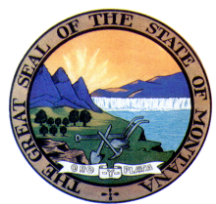 THE GREAT SEAL OF THE STATE OF MONTANA
ORO Y PLATA